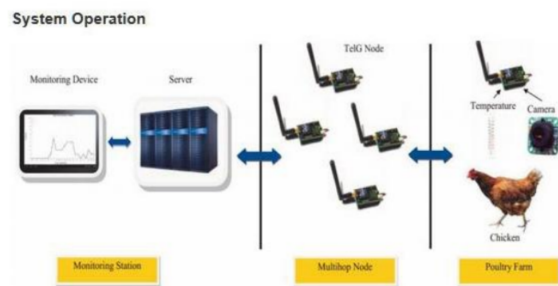 System Operation
TelG Node
Monitoring Device
Server
Temperature
Camera
Chicken
Monitoring Station
Multihop Node
Poultry Farm